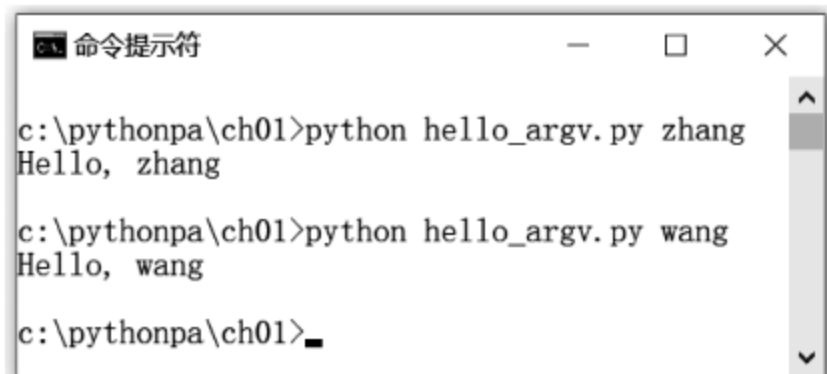 命令提示符
c:\pythonpa\ch01>python hello_argv.py zhang
Hello, zhang
c:\pythonpa\ch01>python hello_argv.py wang
Hello, wang
c:\pythonpa\ch01>